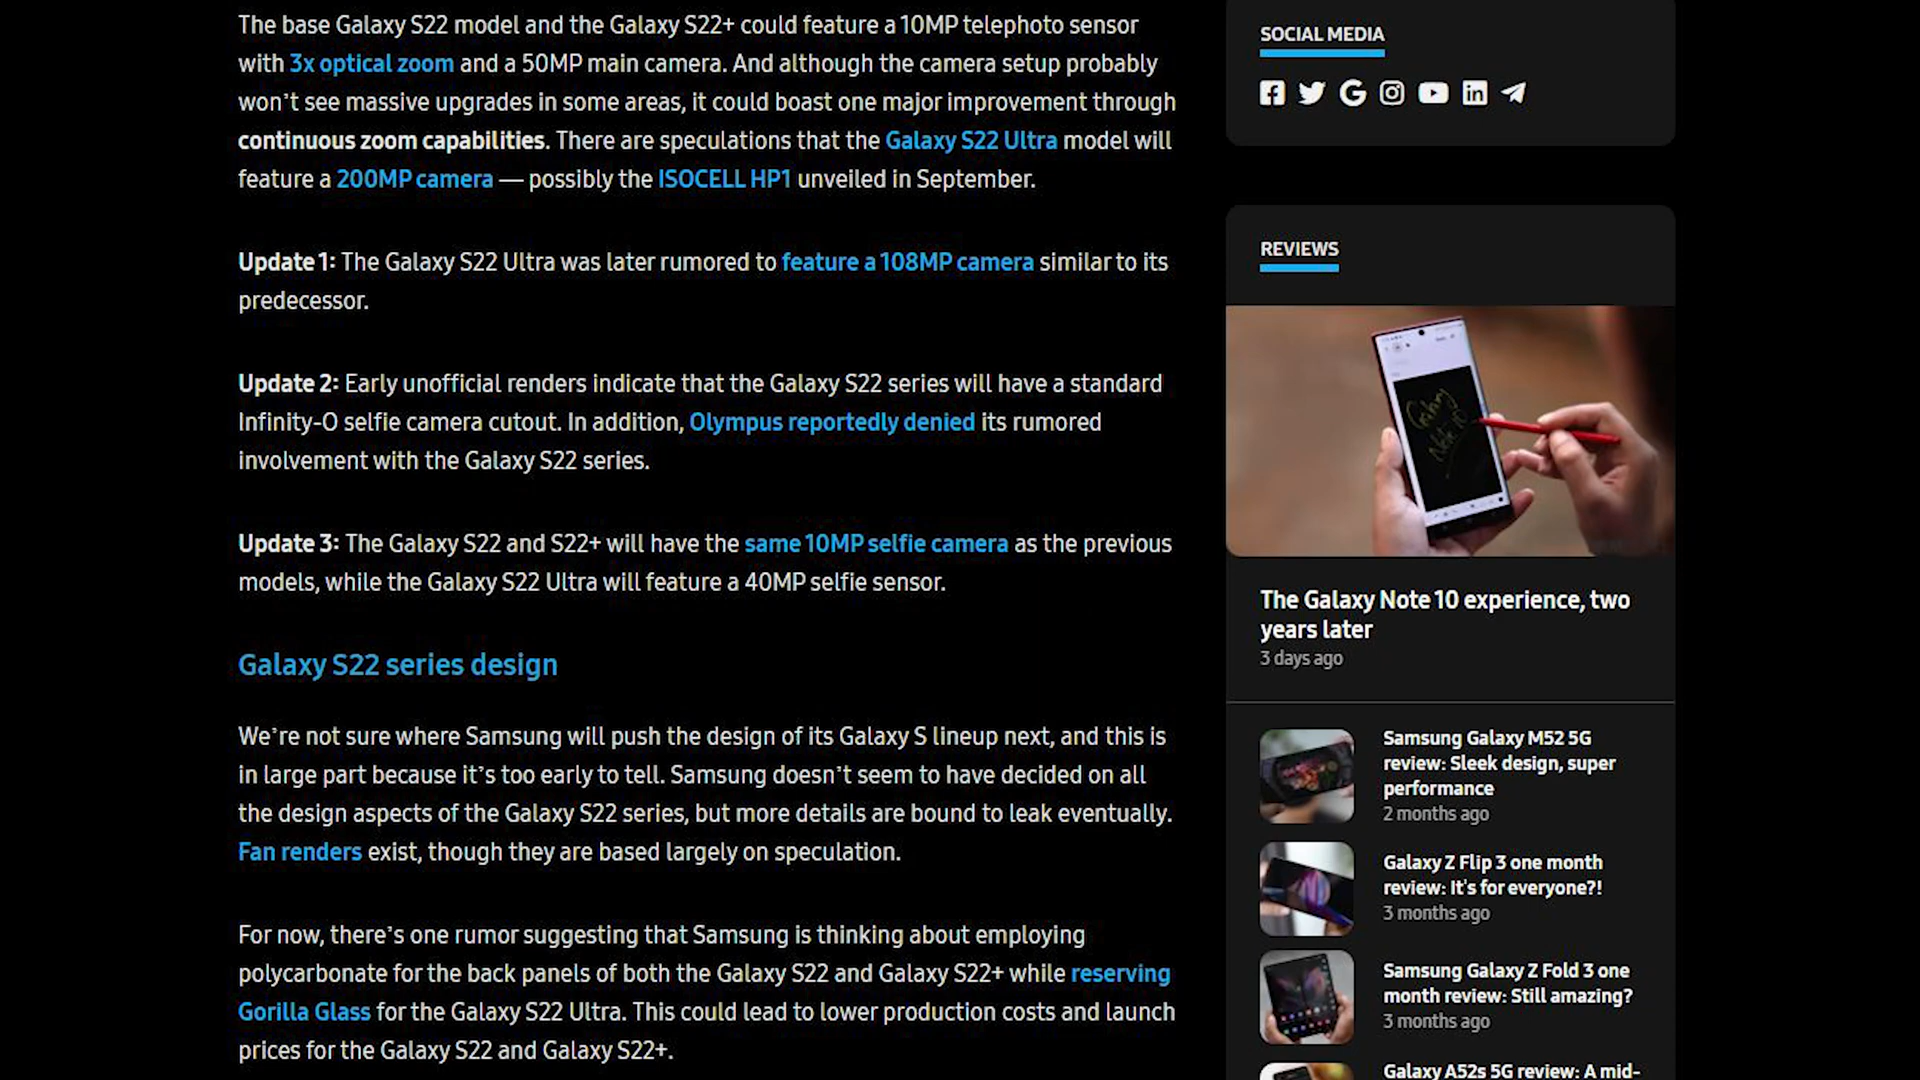 The base Galaxy S22 model and the Galaxy S22+ could feature a 10MP telephoto sensor
with 3x optical zoom and a 50MP main camera. And although the camera setup probably
won't see massive upgrades in some areas, it could boast one major improvement through
continuous zoom capabilities. There are speculations that the Galaxy S22 Ultra model will
feature a 200MP camera — possibly the ISOCELL HP1 unveiled in September.
Update 1: The Galaxy S22 Ultra was later rumored to feature a 108MP camera similar to its
predecessor.
Update 2: Early unofficial renders indicate that the Galaxy S22 series will have a standard
Infinity-O selfie camera cutout. In addition, Olympus reportedly denied its rumored
involvement with the Galaxy S22 series.
Update 3: The Galaxy S22 and S22+ will have the same 10MP selfie camera as the previous
models, while the Galaxy S22 Ultra will feature a 40MP selfie sensor.
Galaxy S22 series design
We're not sure where Samsung will push the design of its Galaxy S lineup next, and this is
in large part because it's too early to tell. Samsung doesn't seem to have decided on all
the design aspects of the Galaxy S22 series, but more details are bound to leak eventually.
Fan renders exist, though they are based largely on speculation.
For now, there's one rumor suggesting that Samsung is thinking about employing
polycarbonate for the back panels of both the Galaxy S22 and Galaxy S22+ while reserving
Gorilla Glass for the Galaxy S22 Ultra. This could lead to lower production costs and launch
prices for the Galaxy S22 and Galaxy S22+.
SOCIAL MEDIA
REVIEWS
Galaxy
Note 10
The Galaxy Note 10 experience, two
years later
3 days ago
Samsung Galaxy M52 5G
review: Sleek design, super
performance
2 months ago
Galaxy Z Flip 3 one month
review: It's for everyone?!
3 months ago
Samsung Galaxy Z Fold 3 one
month review: Still amazing?
3 months ago
Galaxy A52s 5G review: A mid-